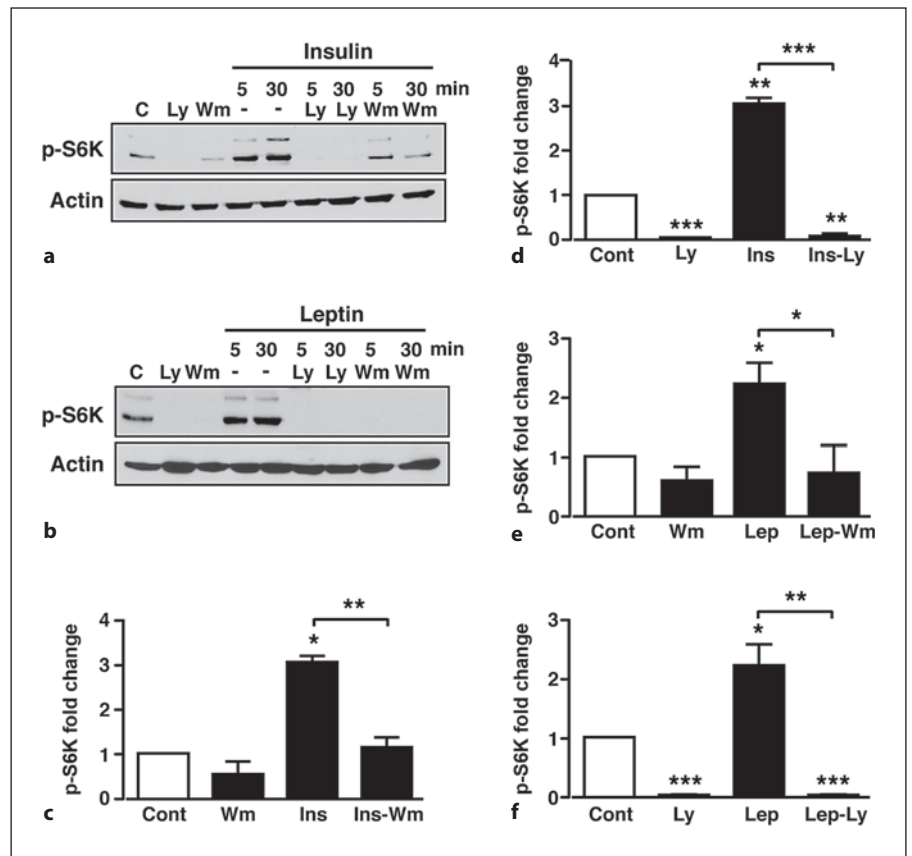 Insulin
5 30 5 30 5 30 min
C Ly Wm - - Ly Ly Wm Wm
p-S6K
Actin
a
Leptin
5 30 5 30 5 30 min
C Ly Wm - - Ly Ly Wm Wm
p-S6K
Actin
b
p-S6K fold change
4
3
2
1
0
*
**
Cont Wm Ins Ins-Wm
c
p-S6K fold change
4
3
2
1
0
***
**
***
**
Cont Ly Ins Ins-Ly
d
p-S6K fold change
3
2
1
0
*
*
Cont Wm Lep Lep-Wm
e
p-S6K fold change
3
2
1
0
**
*
***
***
Cont Ly Lep Lep-Ly
f